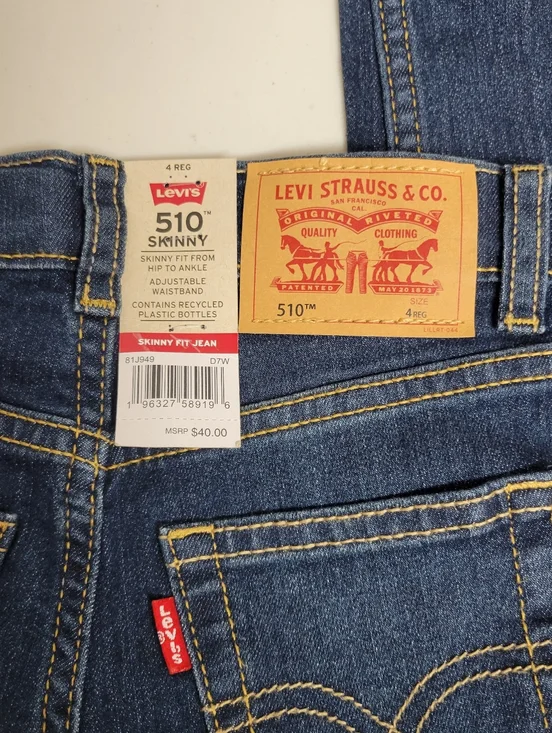 4 REG
Levi's
510™
SKINNY
SKINNY FIT FROM
HIP TO ANKLE
ADJUSTABLE
WAISTBAND
CONTAINS RECYCLED
PLASTIC BOTTLES
SKINNY FIT JEAN
81J949 D7W
1 96327 58919 6
MSRP $40.00
LEVI STRAUSS & CO.
SAN FRANCISCO
CAL.
ORIGINAL RIVETED
QUALITY CLOTHING
PATENTED MAY 20 1873
SIZE
510™ 4 REG
Levi's
®